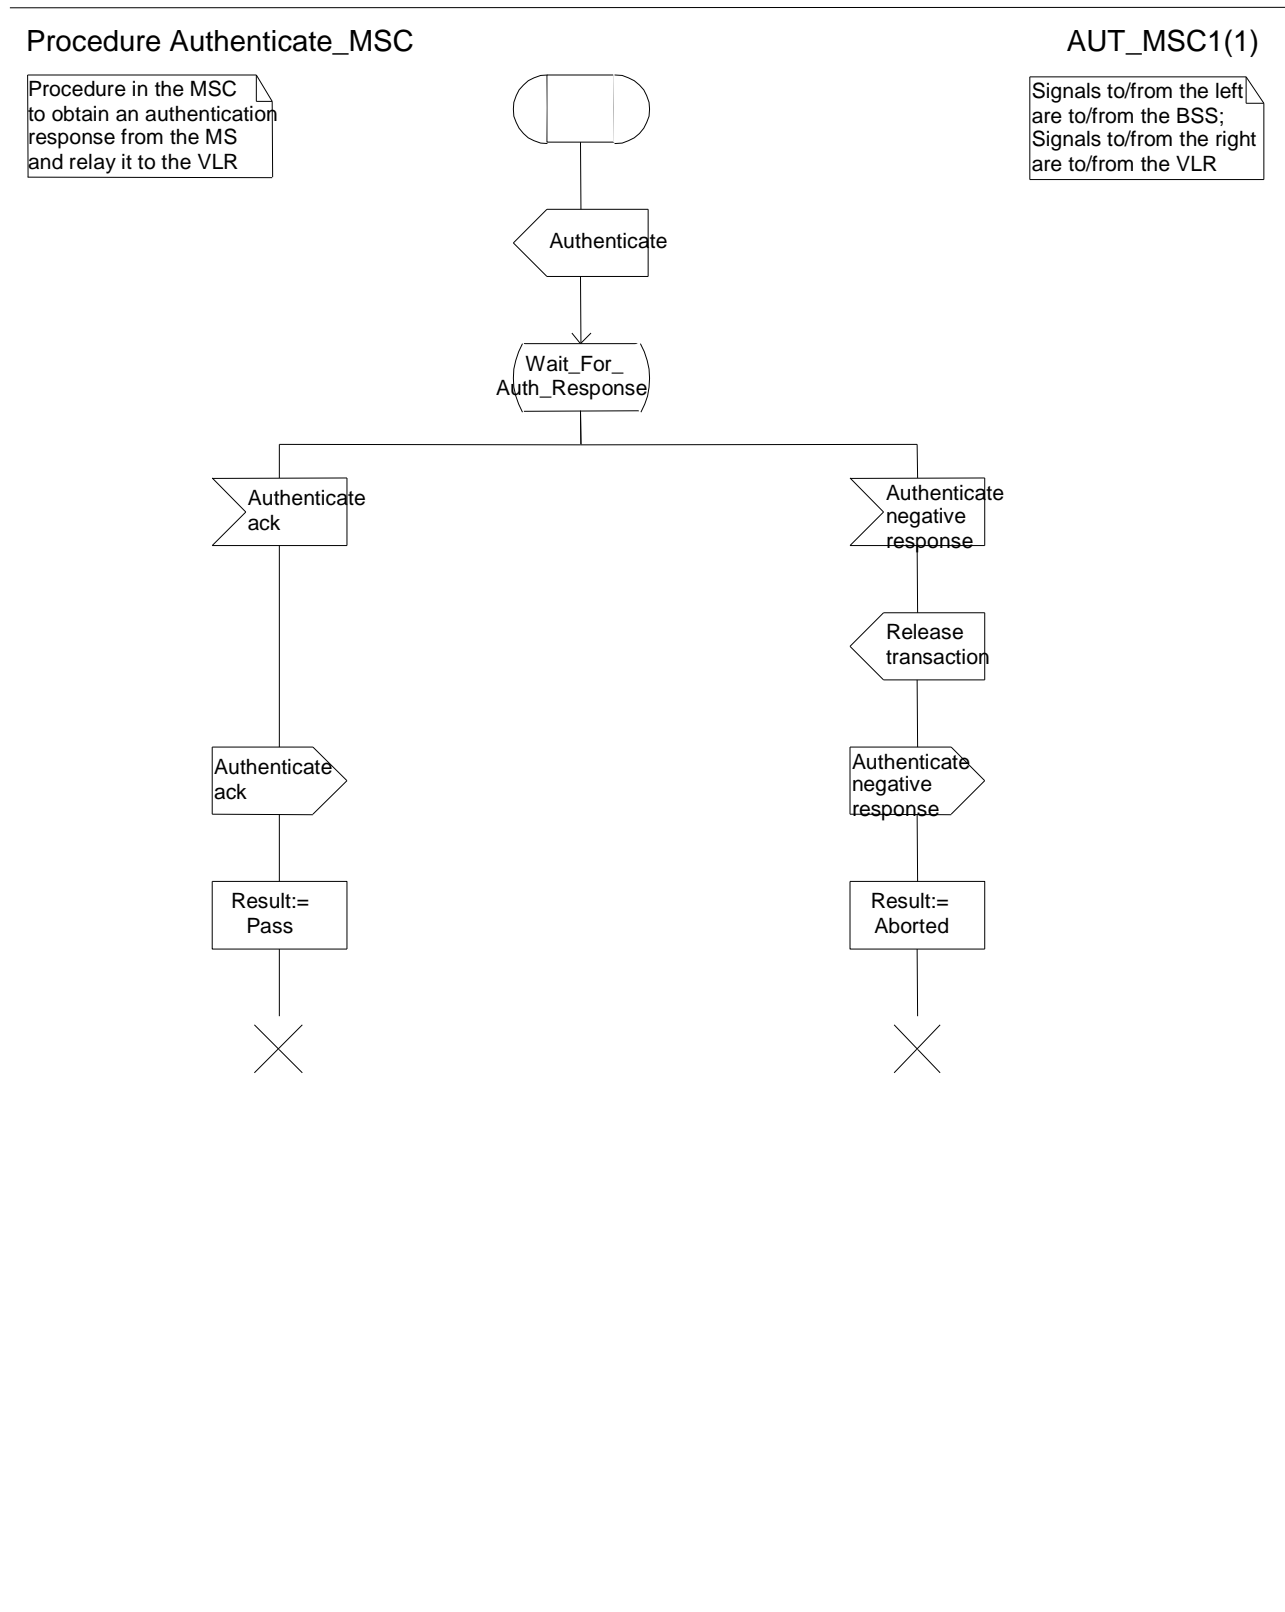 Procedure Authenticate_MSC
AUT_MSC1(1)
Procedure in the MSC
to obtain an authentication
response from the MS
and relay it to the VLR
Signals to/from the left
are to/from the BSS;
Signals to/from the right
are to/from the VLR
Authenticate
Wait_For_
Auth_Response
Authenticate
ack
Authenticate
negative
response
Release
transaction
Authenticate
ack
Authenticate
negative
response
Result:=
Pass
Result:=
Aborted